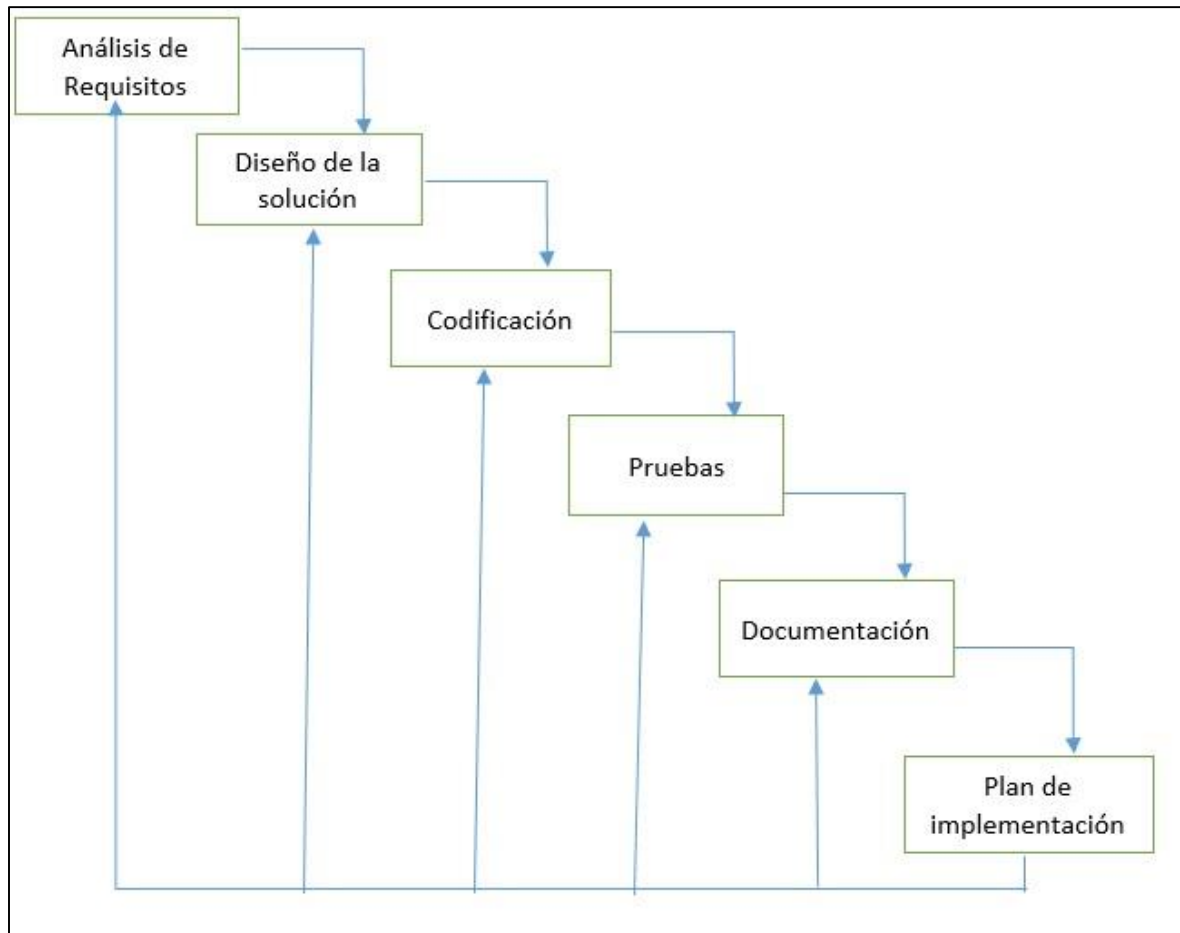 Análisis de
Requisitos
Diseño de la
solución
Codificación
Pruebas
Documentación
Plan de
implementación